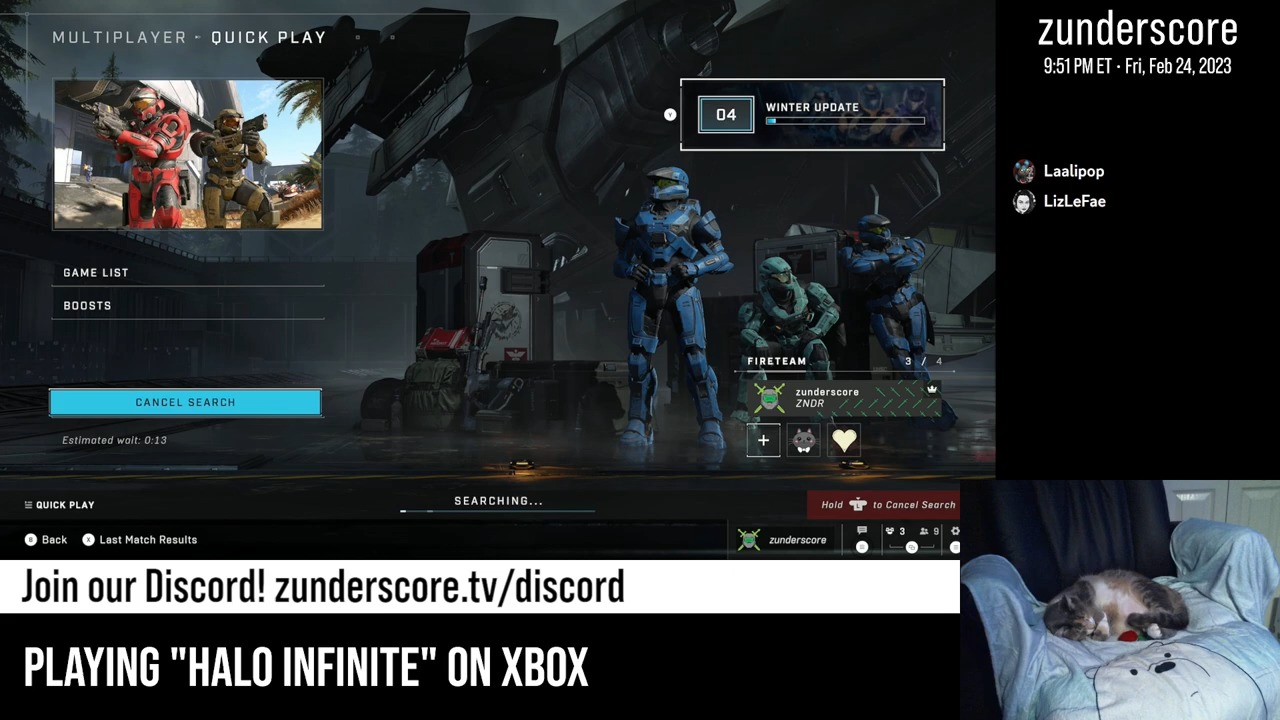 MULTIPLAYER - QUICK PLAY
zunderscore
9:51 PM ET · Fri, Feb 24, 2023
04
WINTER UPDATE
Y
Laalipop
LizLeFae
GAME LIST
BOOSTS
FIRETEAM
3 / 4
zunderscore
ZNDR
CANCEL SEARCH
Estimated wait: 0:13
SEARCHING...
QUICK PLAY
Hold to Cancel Search
B Back
X Last Match Results
zunderscore
3
9
Join our Discord! zunderscore.tv/discord
PLAYING "HALO INFINITE" ON XBOX